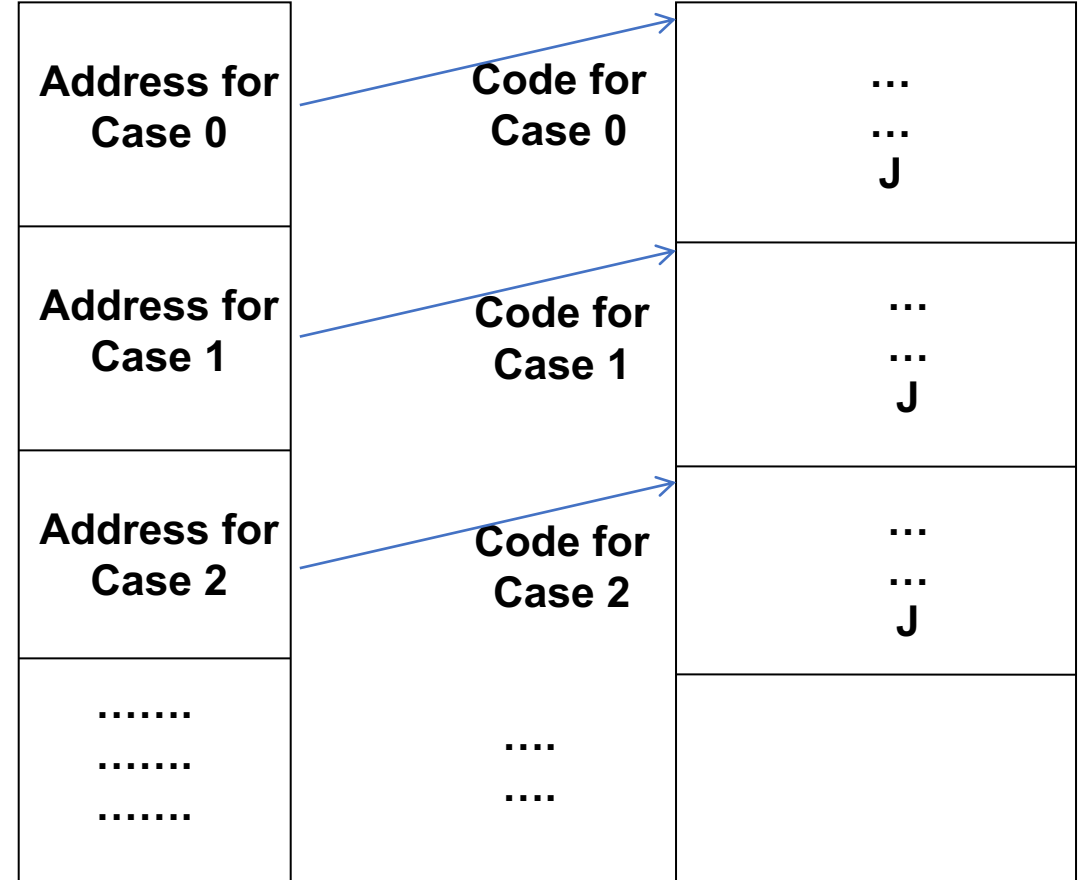 Address for
Case 0
Code for
Case 0
...
...
J
Address for
Case 1
Code for
Case 1
...
...
J
Address for
Case 2
Code for
Case 2
...
...
J
.......
.......
.......
....
....